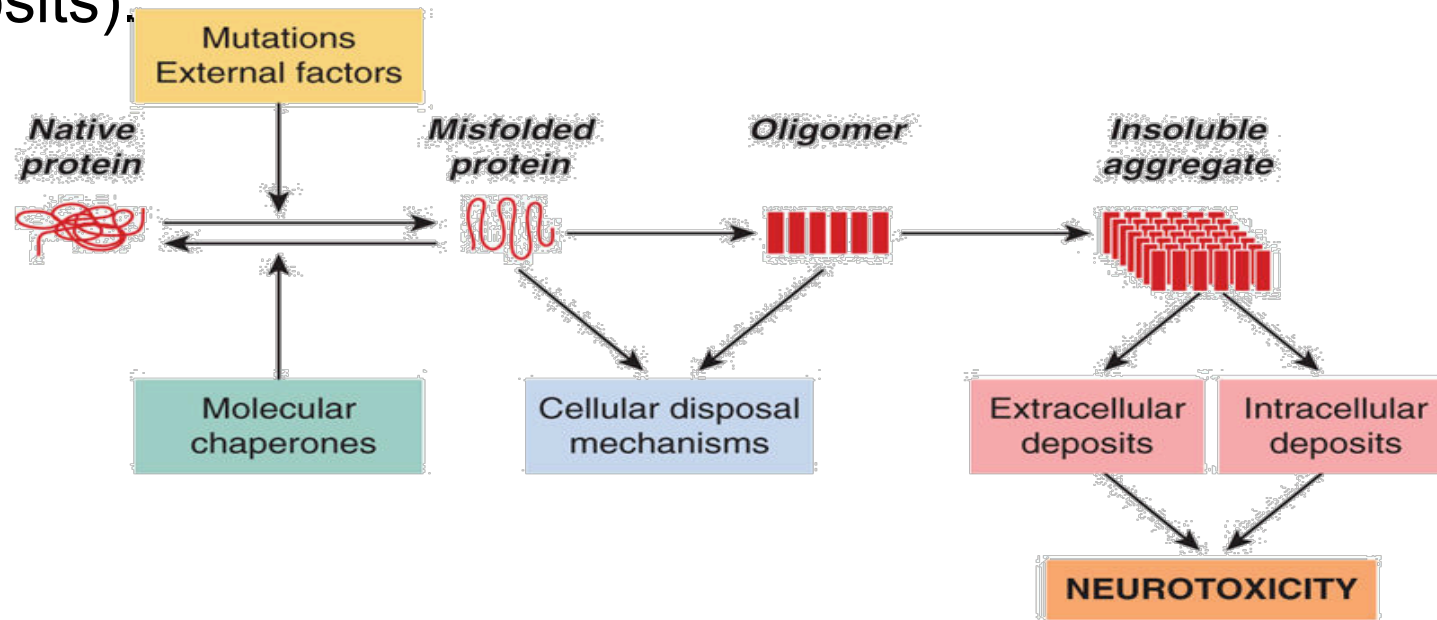 osits).
Mutations
External factors
Native
protein
Misfolded
protein
Oligomer
Insoluble
aggregate
Molecular
chaperones
Cellular disposal
mechanisms
Extracellular
deposits
Intracellular
deposits
NEUROTOXICITY